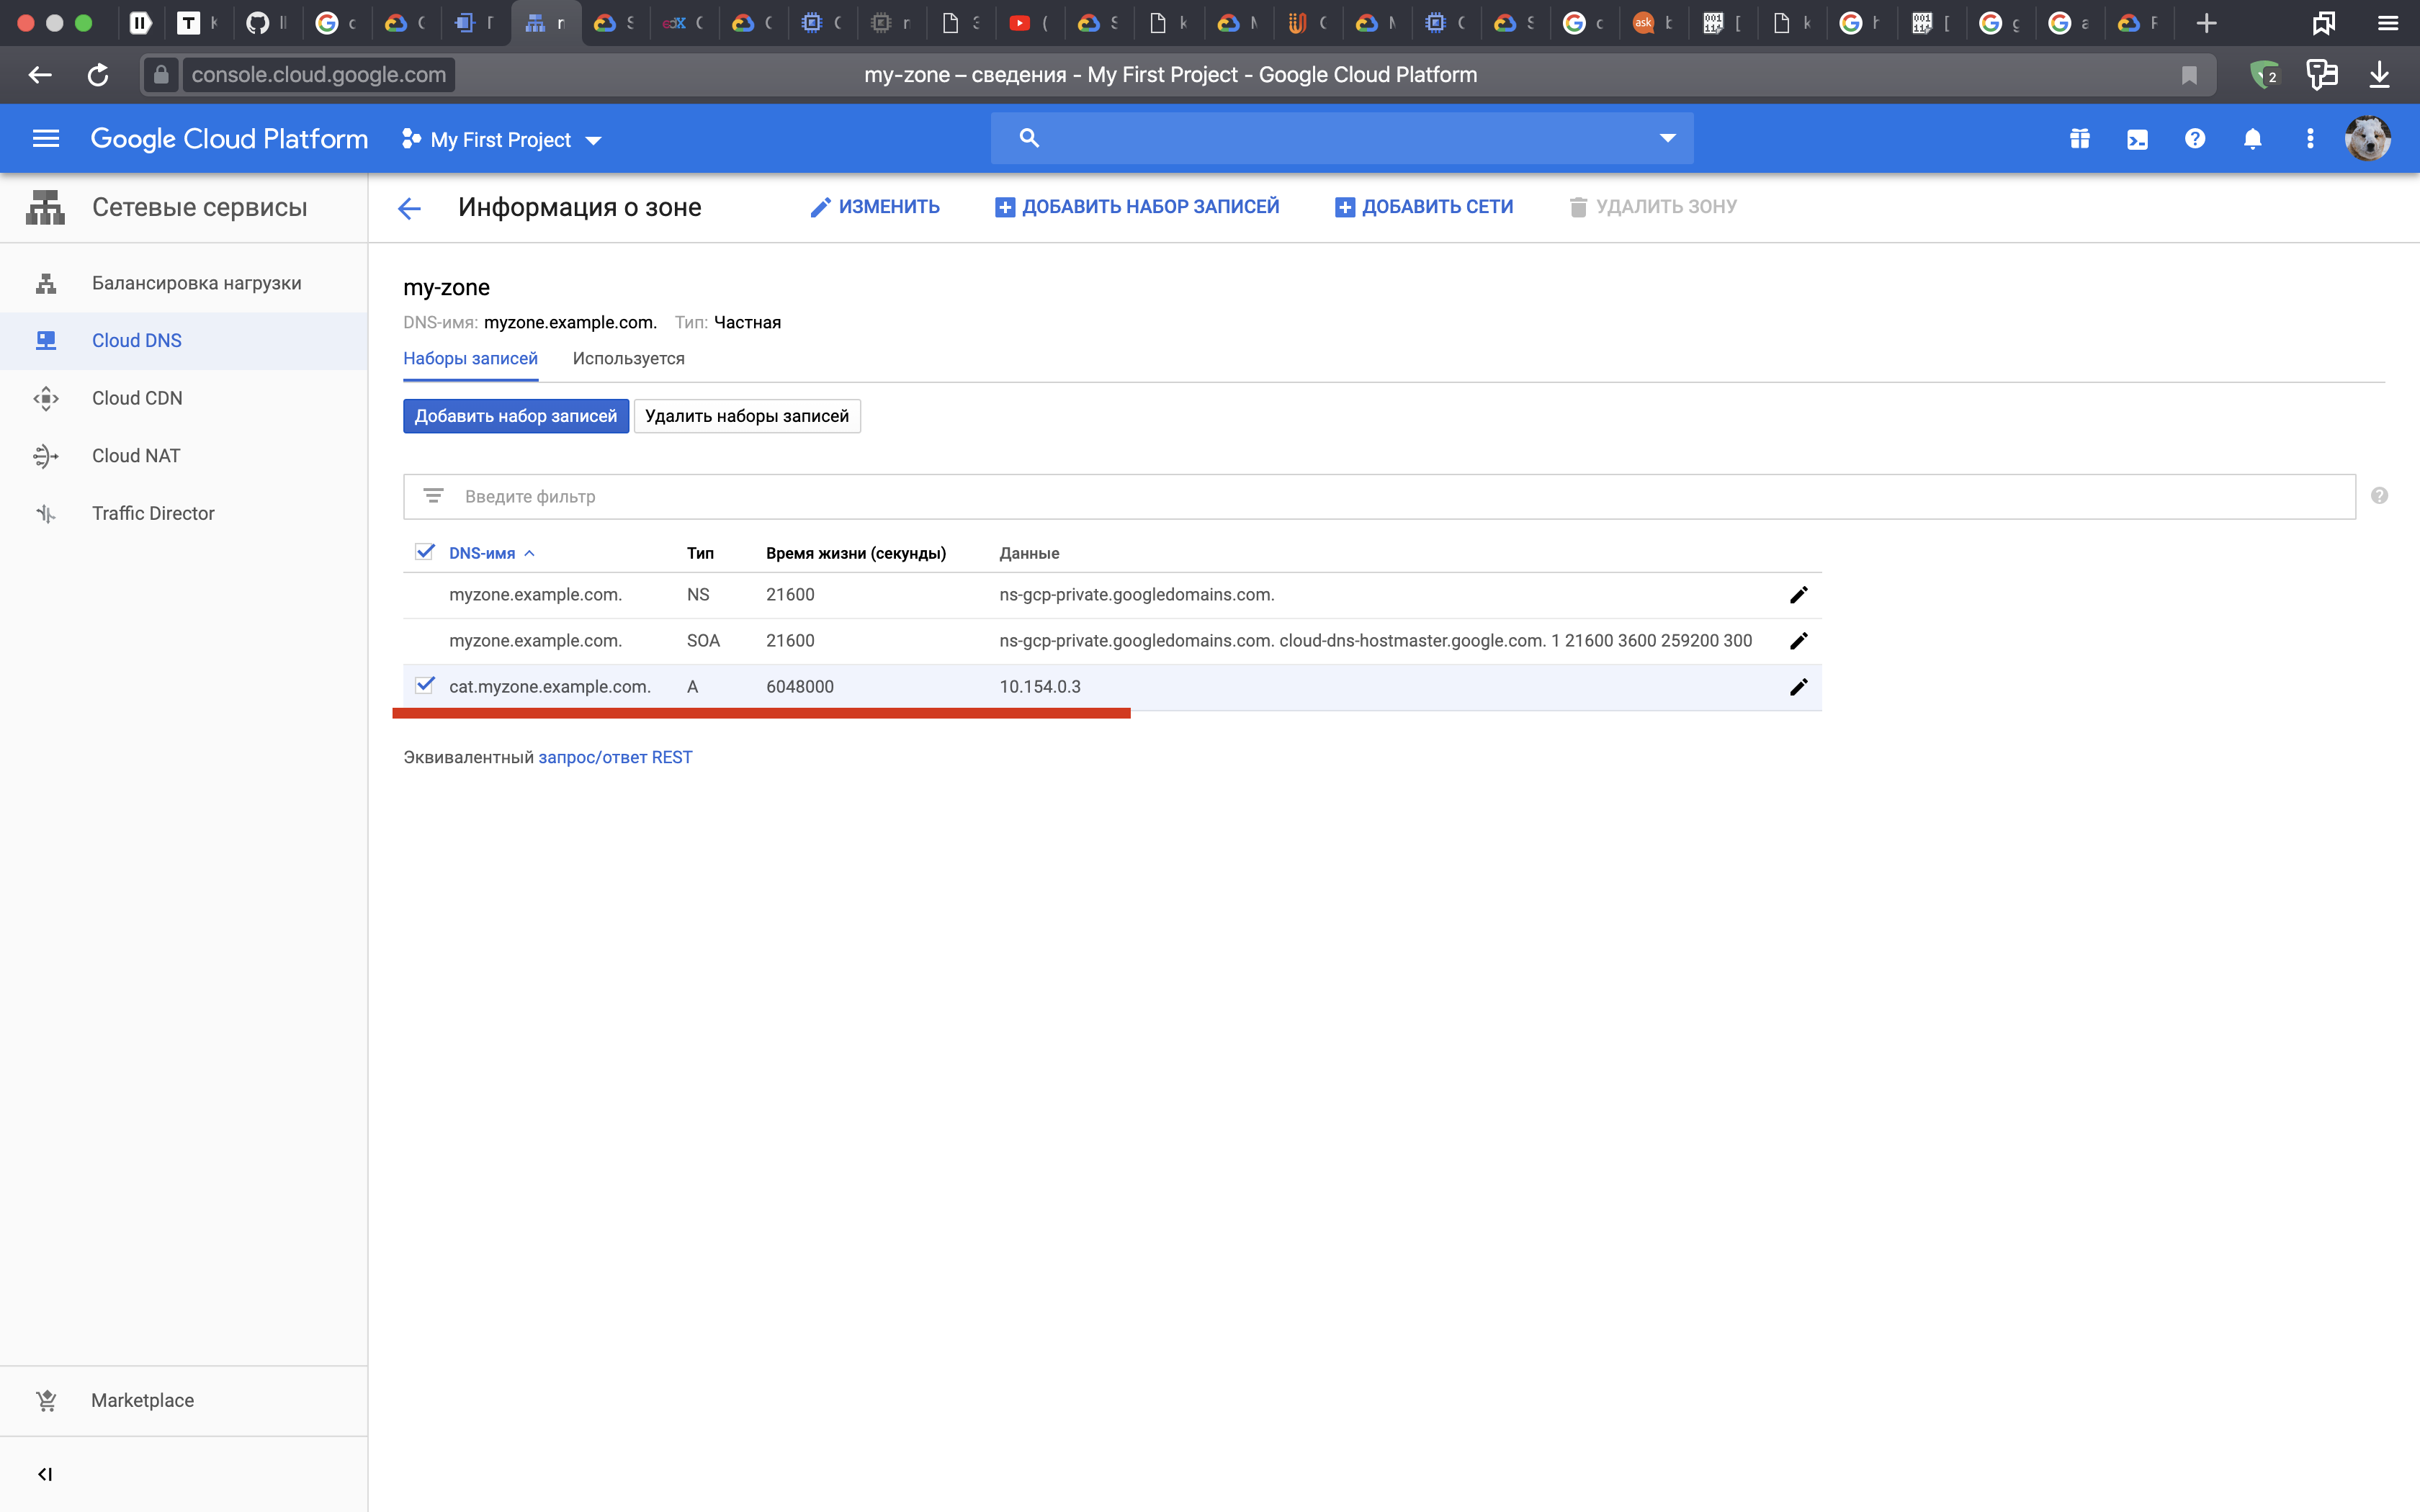 console.cloud.google.com
my-zone – сведения - My First Project - Google Cloud Platform
2
Google Cloud Platform
My First Project
Сетевые сервисы
Информация о зоне
ИЗМЕНИТЬ
ДОБАВИТЬ НАБОР ЗАПИСЕЙ
ДОБАВИТЬ СЕТИ
УДАЛИТЬ ЗОНУ
Балансировка нагрузки
Cloud DNS
Cloud CDN
Cloud NAT
Traffic Director
my-zone
DNS-имя: myzone.example.com. Тип: Частная
Наборы записей Используется
Добавить набор записей Удалить наборы записей
Введите фильтр
DNS-имя Тип Время жизни (секунды) Данные
myzone.example.com. NS 21600 ns-gcp-private.googledomains.com.
myzone.example.com. SOA 21600 ns-gcp-private.googledomains.com. cloud-dns-hostmaster.google.com. 1 21600 3600 259200 300
cat.myzone.example.com. A 6048000 10.154.0.3
Эквивалентный запрос/ответ REST
Marketplace